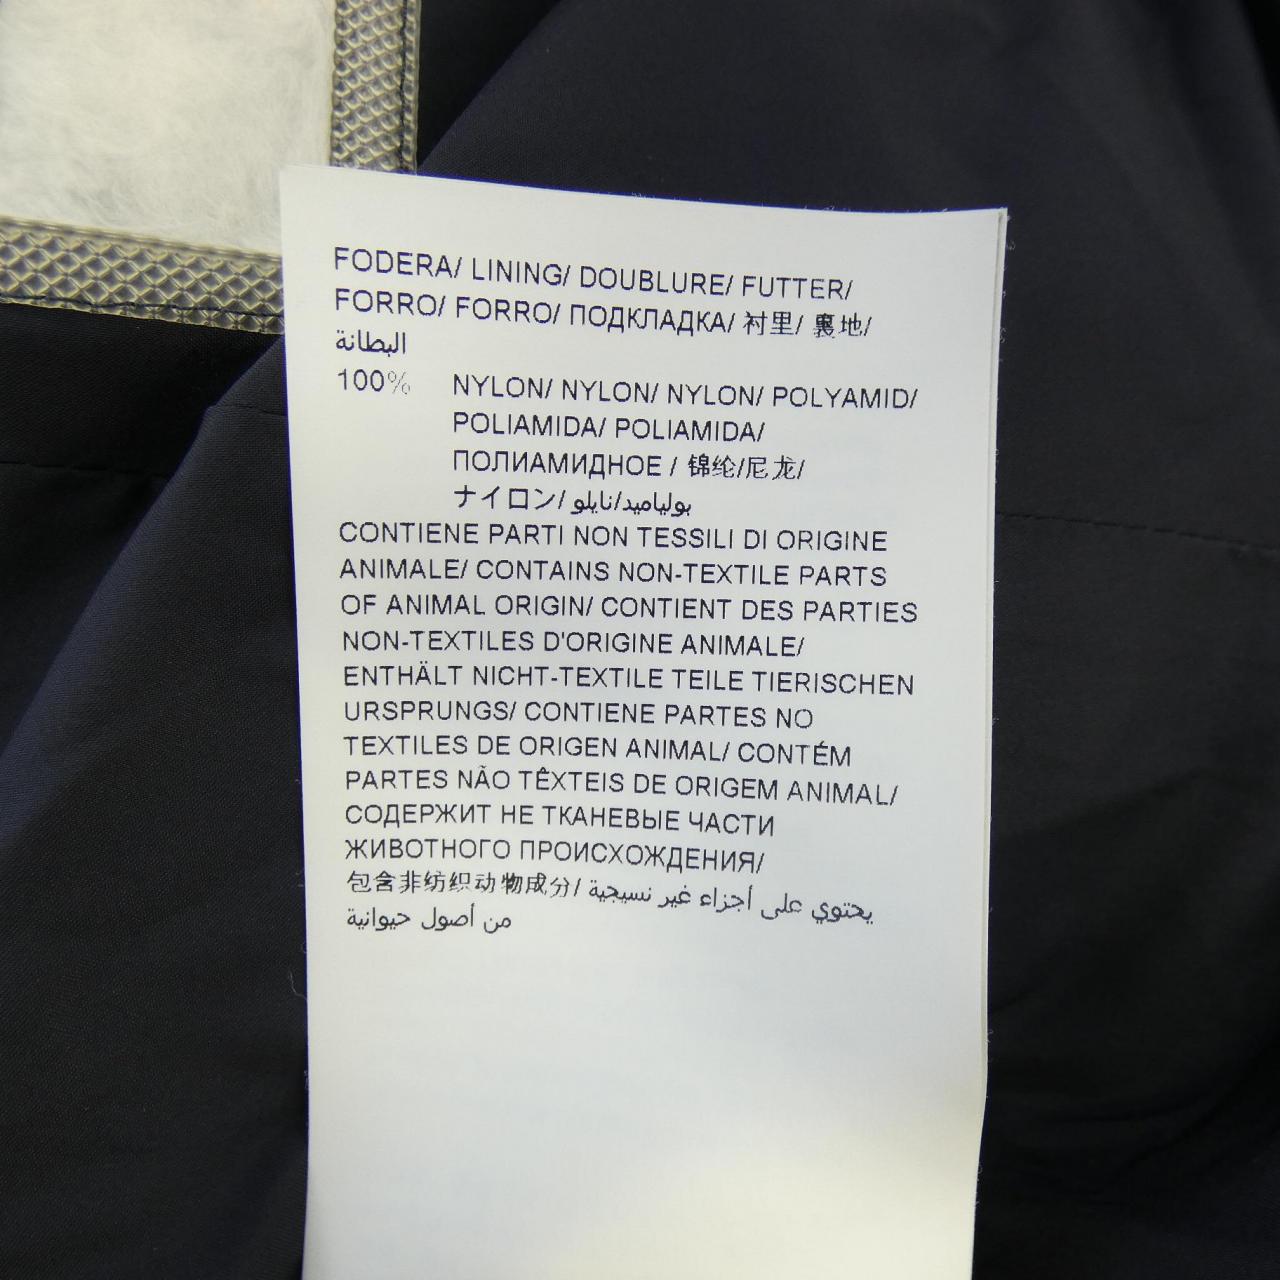 FODERA/ LINING/ DOUBLURE/ FUTTER/
FORRO/ FORRO/ ПОДКЛАДКА/ 衬里/ 裏地/
البطانة
100% NYLON/ NYLON/ NYLON/ POLYAMID/
POLIAMIDA/ POLIAMIDA/
ПОЛИАМИДНОЕ / 锦纶/尼龙/
ナイロン/ بولياميد/نايلو
CONTIENE PARTI NON TESSILI DI ORIGINE
ANIMALE/ CONTAINS NON-TEXTILE PARTS
OF ANIMAL ORIGIN/ CONTIENT DES PARTIES
NON-TEXTILES D'ORIGINE ANIMALE/
ENTHÄLT NICHT-TEXTILE TEILE TIERISCHEN
URSPRUNGS/ CONTIENE PARTES NO
TEXTILES DE ORIGEN ANIMAL/ CONTÉM
PARTES NÃO TÊXTEIS DE ORIGEM ANIMAL/
СОДЕРЖИТ НЕ ТКАНЕВЫЕ ЧАСТИ
ЖИВОТНОГО ПРОИСХОЖДЕНИЯ/
包含非纺织动物成分/ يحتوي على أجزاء غير نسيجية
من أصول حيوانية